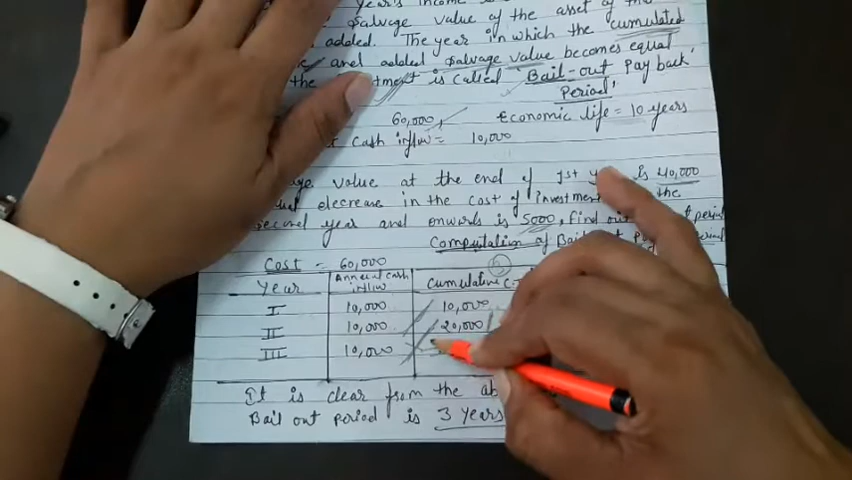 year's income
Salvage value of the asset of
added. The year in which the cumulated
and added salvage value becomes equal
is called 'Bail-out Pay back
Period'
60,000, Economic life = 10 years
Cash inflow = 10,000
value at the end of 1st is 40,000
decrease in the cost of investment the
second year and onwards is 5000, find out period
Computation of
Cost - 60,000
Year Annual cash inflow Cumulative
I 10,000 10,000
II 10,000 20,000
III 10,000
It is clear from the
Bail out period is 3 years